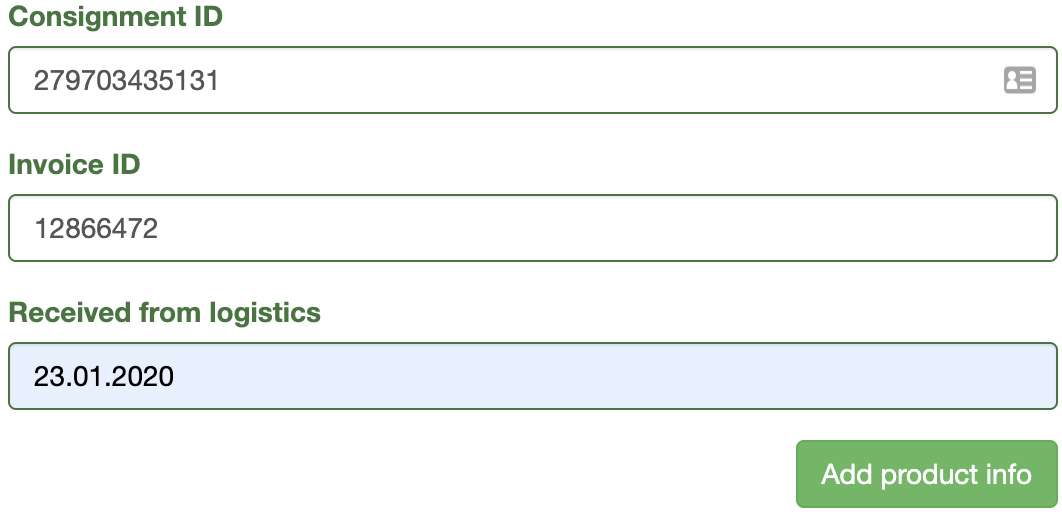 Consignment ID
279703435131
Invoice ID
12866472
Received from logistics
23.01.2020
Add product info